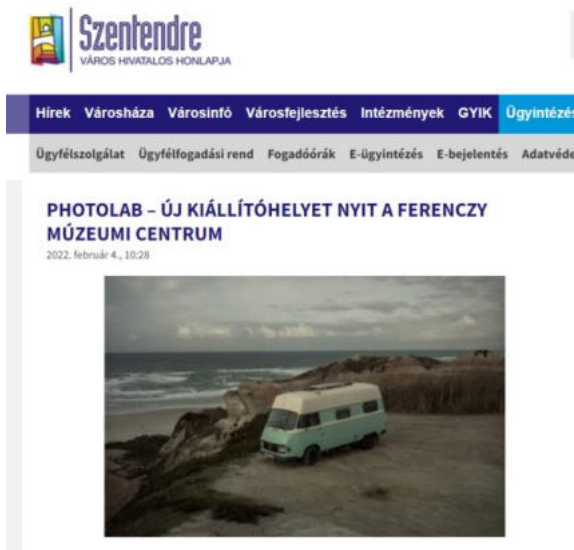 Szentendre
VÁROS HIVATALOS HONLAPJA
Hírek Városháza Városinfó Városfejlesztés Intézmények GYIK Ügyintézés
Ügyfélszolgálat Ügyfélfogadási rend Fogadóórák E-ügyintézés E-bejelentés
PHOTOLAB – ÚJ KIÁLLÍTÓHELYET NYIT A FERENCZY
MÚZEUMI CENTRUM
2022. február 4., 10:28